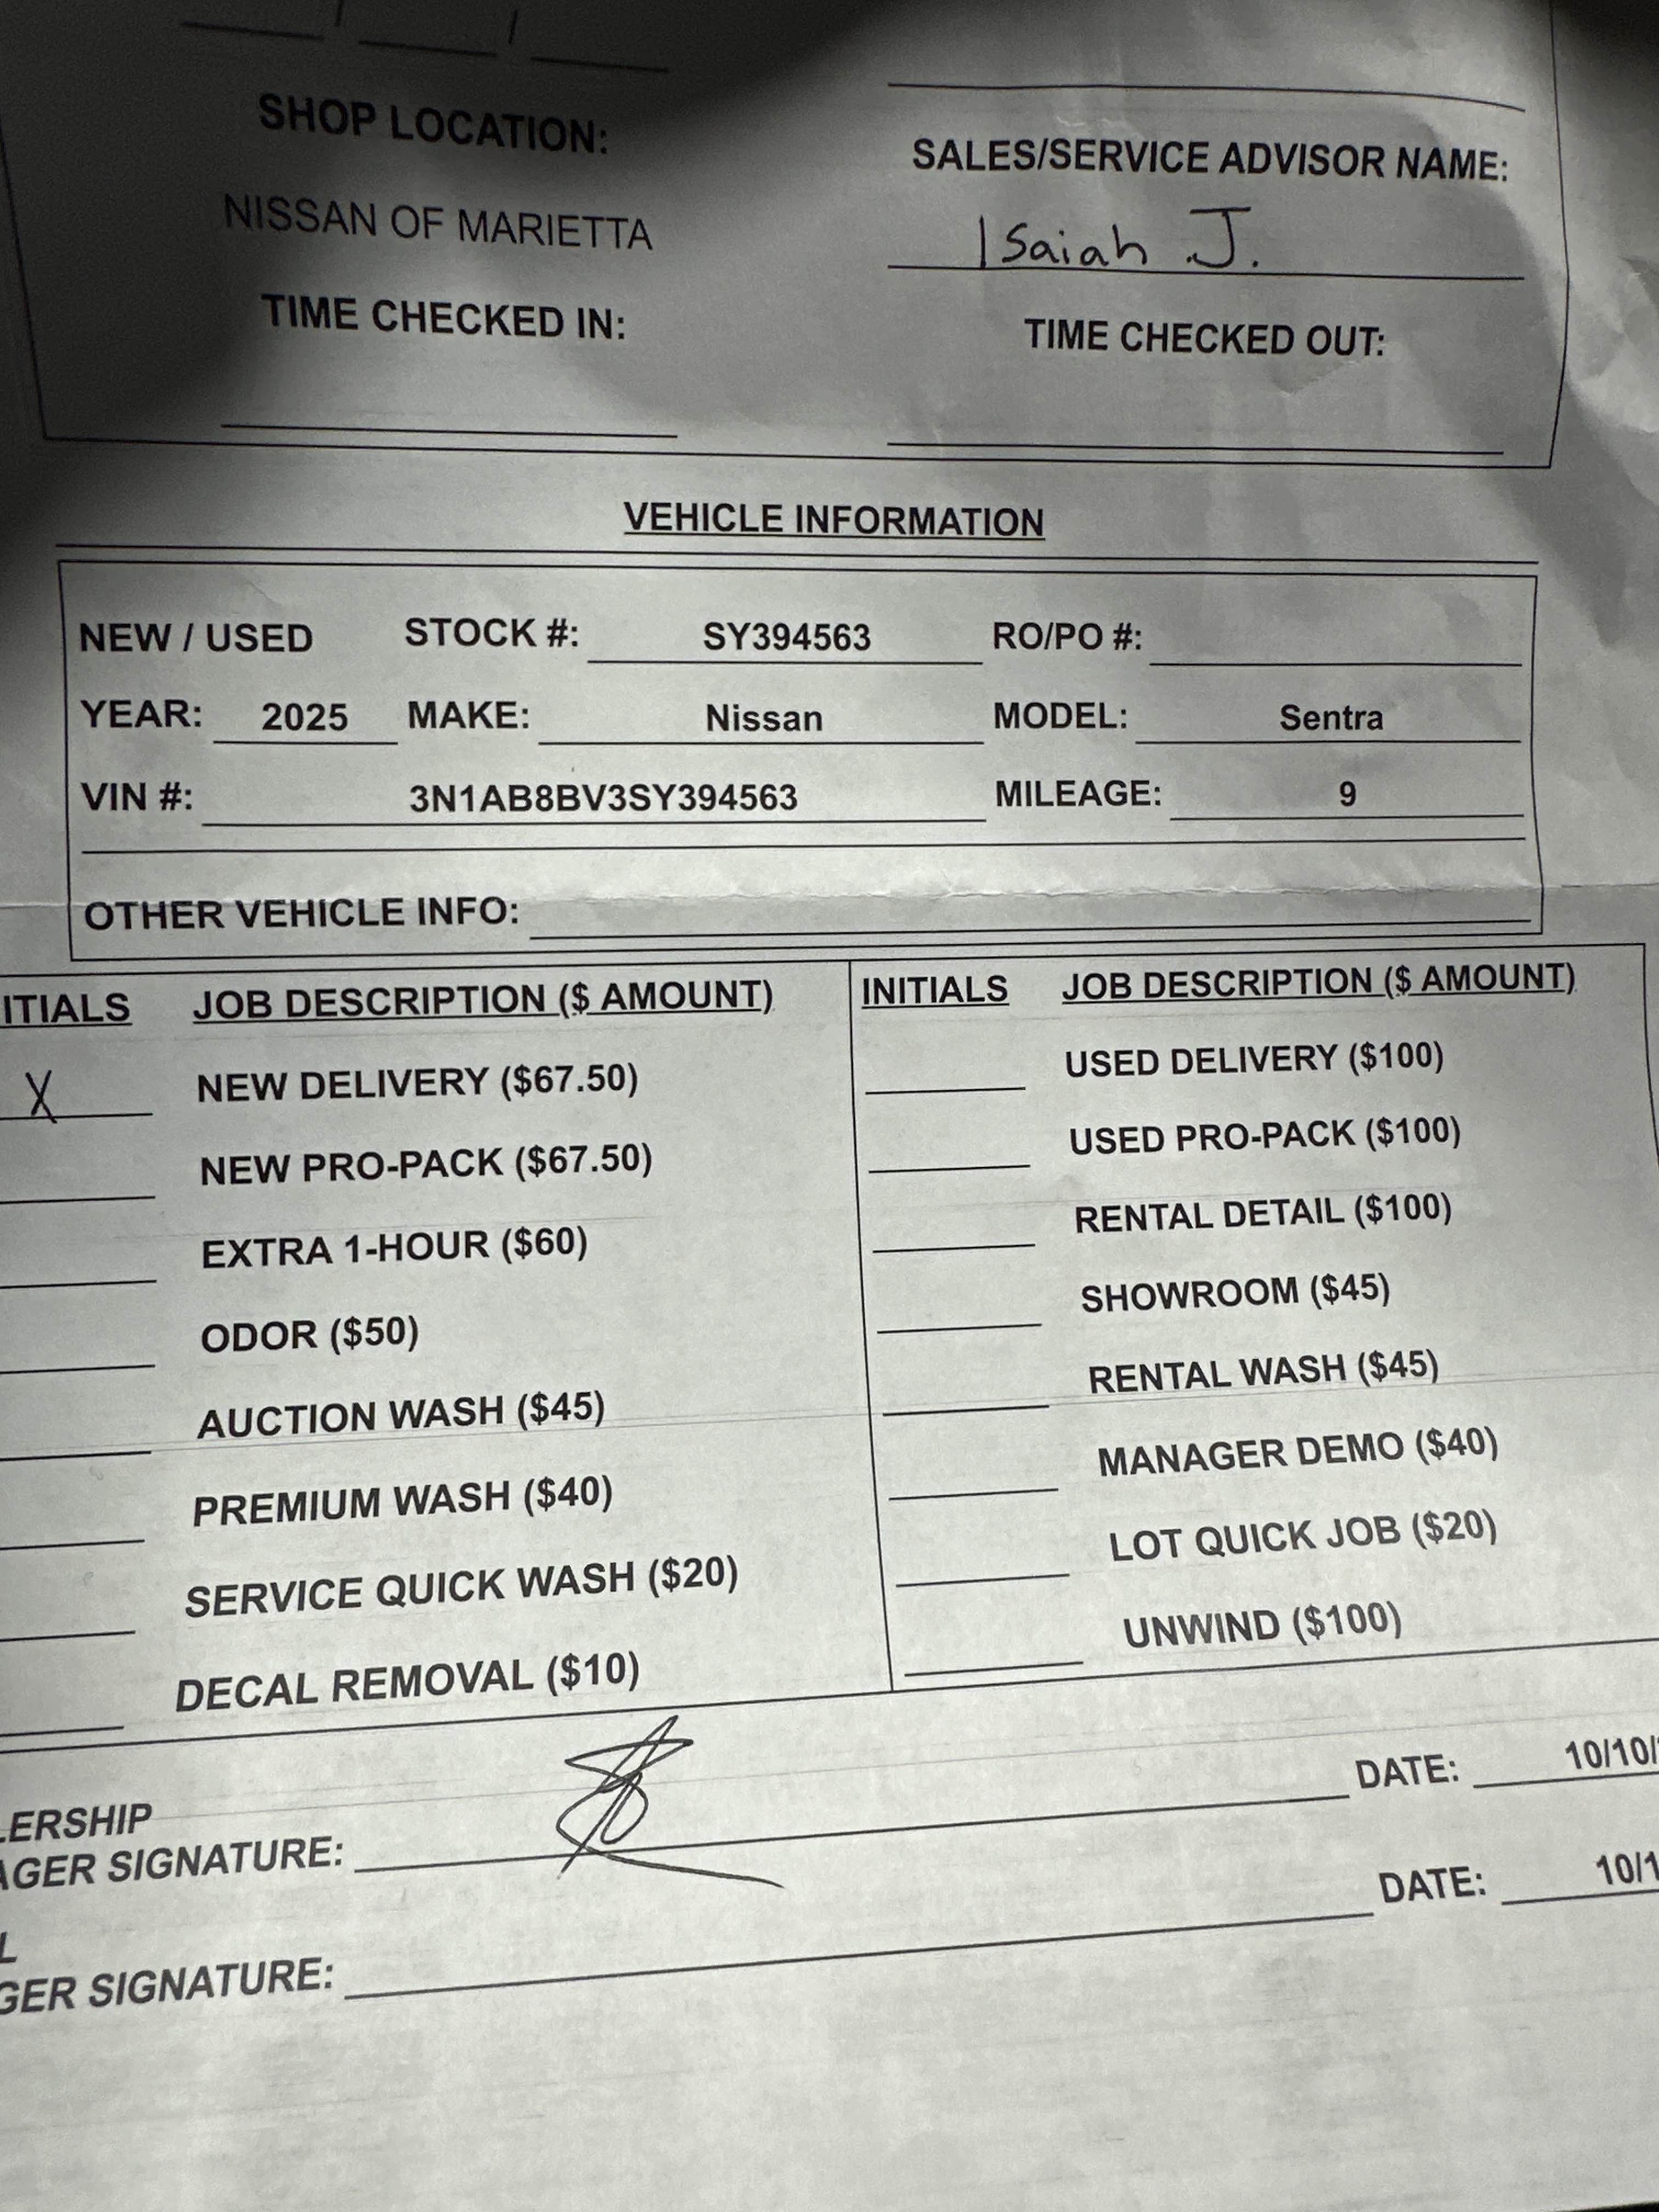 SHOP LOCATION:
NISSAN OF MARIETTA
SALES/SERVICE ADVISOR NAME:
Isaiah J.
TIME CHECKED IN:
TIME CHECKED OUT:
VEHICLE INFORMATION
NEW / USED STOCK #: SY394563 RO/PO #:
YEAR: 2025 MAKE: Nissan MODEL: Sentra
VIN #: 3N1AB8BV3SY394563 MILEAGE: 9
OTHER VEHICLE INFO:
ITIALS JOB DESCRIPTION ($ AMOUNT)
X NEW DELIVERY ($67.50)
NEW PRO-PACK ($67.50)
EXTRA 1-HOUR ($60)
ODOR ($50)
AUCTION WASH ($45)
PREMIUM WASH ($40)
SERVICE QUICK WASH ($20)
DECAL REMOVAL ($10)
INITIALS JOB DESCRIPTION ($ AMOUNT)
USED DELIVERY ($100)
USED PRO-PACK ($100)
RENTAL DETAIL ($100)
SHOWROOM ($45)
RENTAL WASH ($45)
MANAGER DEMO ($40)
LOT QUICK JOB ($20)
UNWIND ($100)
LERSHIP
AGER SIGNATURE: DATE: 10/10/
L
GER SIGNATURE: DATE: 10/1